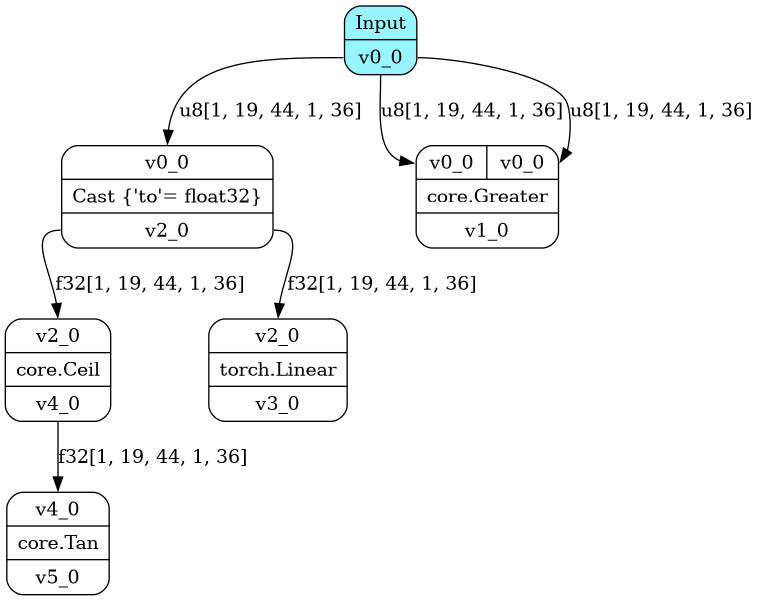 Input
v0_0
u8[1, 19, 44, 1, 36]
u8[1, 19, 44, 1, 36]
u8[1, 19, 44, 1, 36]
v0_0
Cast {'to'= float32}
v2_0
v0_0
v0_0
core.Greater
v1_0
f32[1, 19, 44, 1, 36]
f32[1, 19, 44, 1, 36]
v2_0
core.Ceil
v4_0
v2_0
torch.Linear
v3_0
f32[1, 19, 44, 1, 36]
v4_0
core.Tan
v5_0